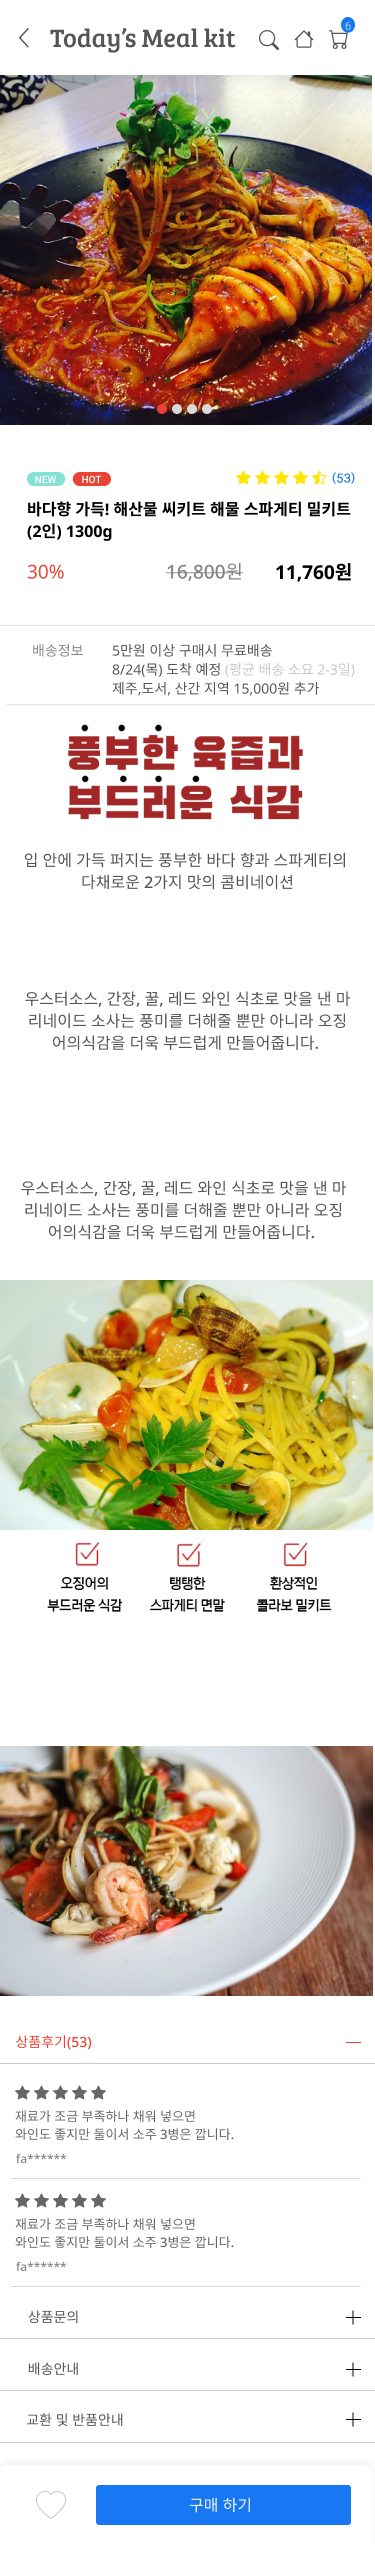 Today's Meal kit
6
NEW HOT (53)
바다향 가득! 해산물 씨키트 해물 스파게티 밀키트
(2인) 1300g
30% 16,800원 11,760원
배송정보 5만원 이상 구매시 무료배송
8/24(목) 도착 예정 (평균 배송 소요 2-3일)
제주,도서, 산간 지역 15,000원 추가
풍부한 육즙과
부드러운 식감
입 안에 가득 퍼지는 풍부한 바다 향과 스파게티의
다채로운 2가지 맛의 콤비네이션
우스터소스, 간장, 꿀, 레드 와인 식초로 맛을 낸 마
리네이드 소사는 풍미를 더해줄 뿐만 아니라 오징
어의식감을 더욱 부드럽게 만들어줍니다.
우스터소스, 간장, 꿀, 레드 와인 식초로 맛을 낸 마
리네이드 소사는 풍미를 더해줄 뿐만 아니라 오징
어의식감을 더욱 부드럽게 만들어줍니다.
오징어의 탱탱한 환상적인
부드러운 식감 스파게티 면말 콜라보 밀키트
상품후기(53)
재료가 조금 부족하나 채워 넣으면
와인도 좋지만 둘이서 소주 3병은 깝니다.
fa******
재료가 조금 부족하나 채워 넣으면
와인도 좋지만 둘이서 소주 3병은 깝니다.
fa******
상품문의
배송안내
교환 및 반품안내
구매 하기